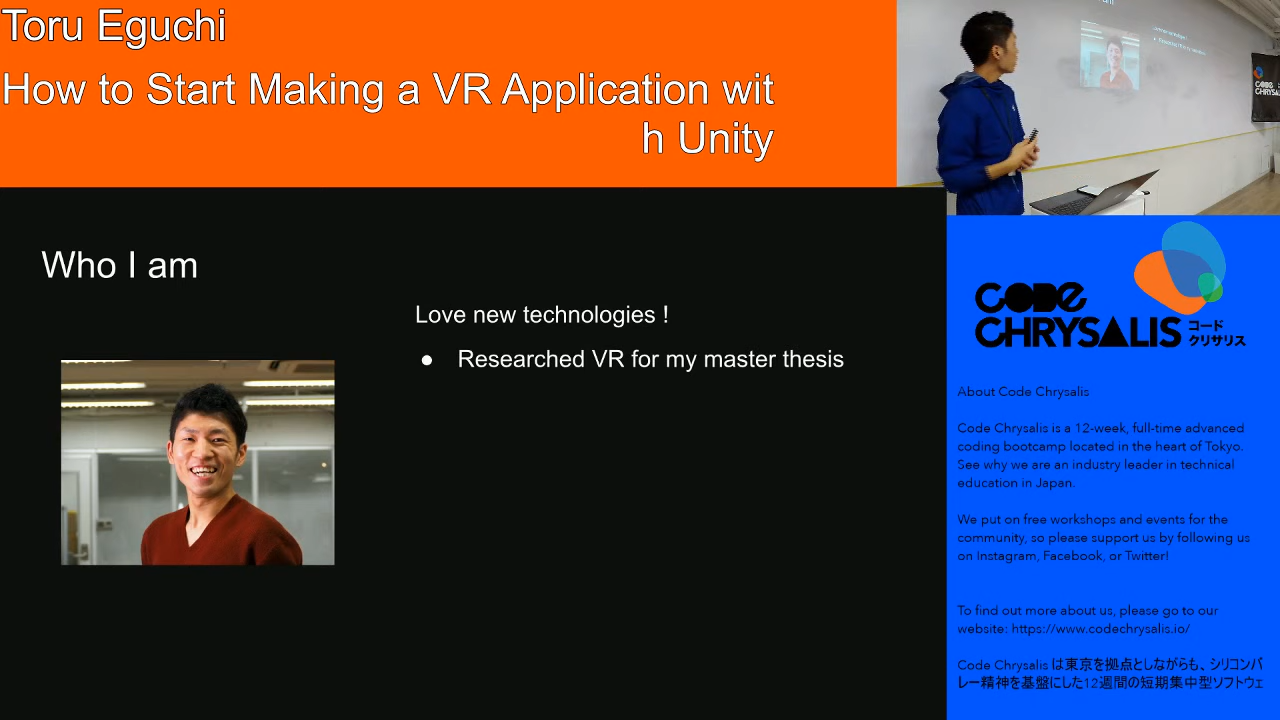 Toru Eguchi
How to Start Making a VR Application wit
h Unity
Who I am
Love new technologies !
● Researched VR for my master thesis
CODE
CHRYSALIS
コード
クリサリス
About Code Chrysalis
Code Chrysalis is a 12-week, full-time advanced
coding bootcamp located in the heart of Tokyo.
See why we are an industry leader in technical
education in Japan.
We put on free workshops and events for the
community, so please support us by following us
on Instagram, Facebook, or Twitter!
To find out more about us, please go to our
website: https://www.codechrysalis.io/
Code Chrysalis は東京を拠点としながらも、シリコンバ
レー精神を基盤にした12週間の短期集中型ソフトウェ
CODE
CHRYSALIS